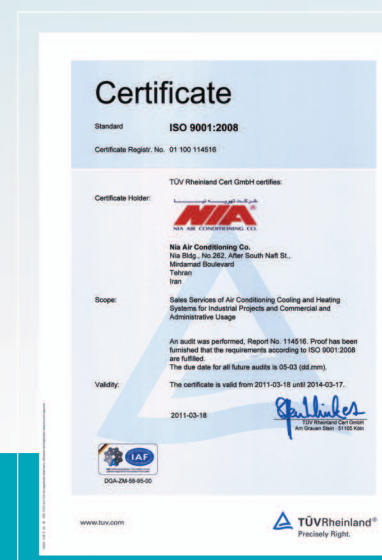 Certificate
Standard ISO 9001:2008
Certificate Registr. No. 01 100 114516
TÜV Rheinland Cert GmbH certifies:
Certificate Holder:
شرکت تهویه نیا
NIA®
NIA AIR CONDITIONING CO.
Nia Air Conditioning Co.
Nia Bldg., No.262, After South Naft St.,
Mirdamad Boulevard
Tehran
Iran
Scope: Sales Services of Air Conditioning Cooling and Heating
Systems for Industrial Projects and Commercial and
Administrative Usage
An audit was performed, Report No. 114516. Proof has been
furnished that the requirements according to ISO 9001:2008
are fulfilled.
The due date for all future audits is 05-03 (dd.mm).
Validity: The certificate is valid from 2011-03-18 until 2014-03-17.
2011-03-18
TÜV Rheinland Cert GmbH
Am Grauen Stein · 51105 Köln
IAF
DGA-ZM-58-95-00
www.tuv.com
TÜVRheinland®
Precisely Right.